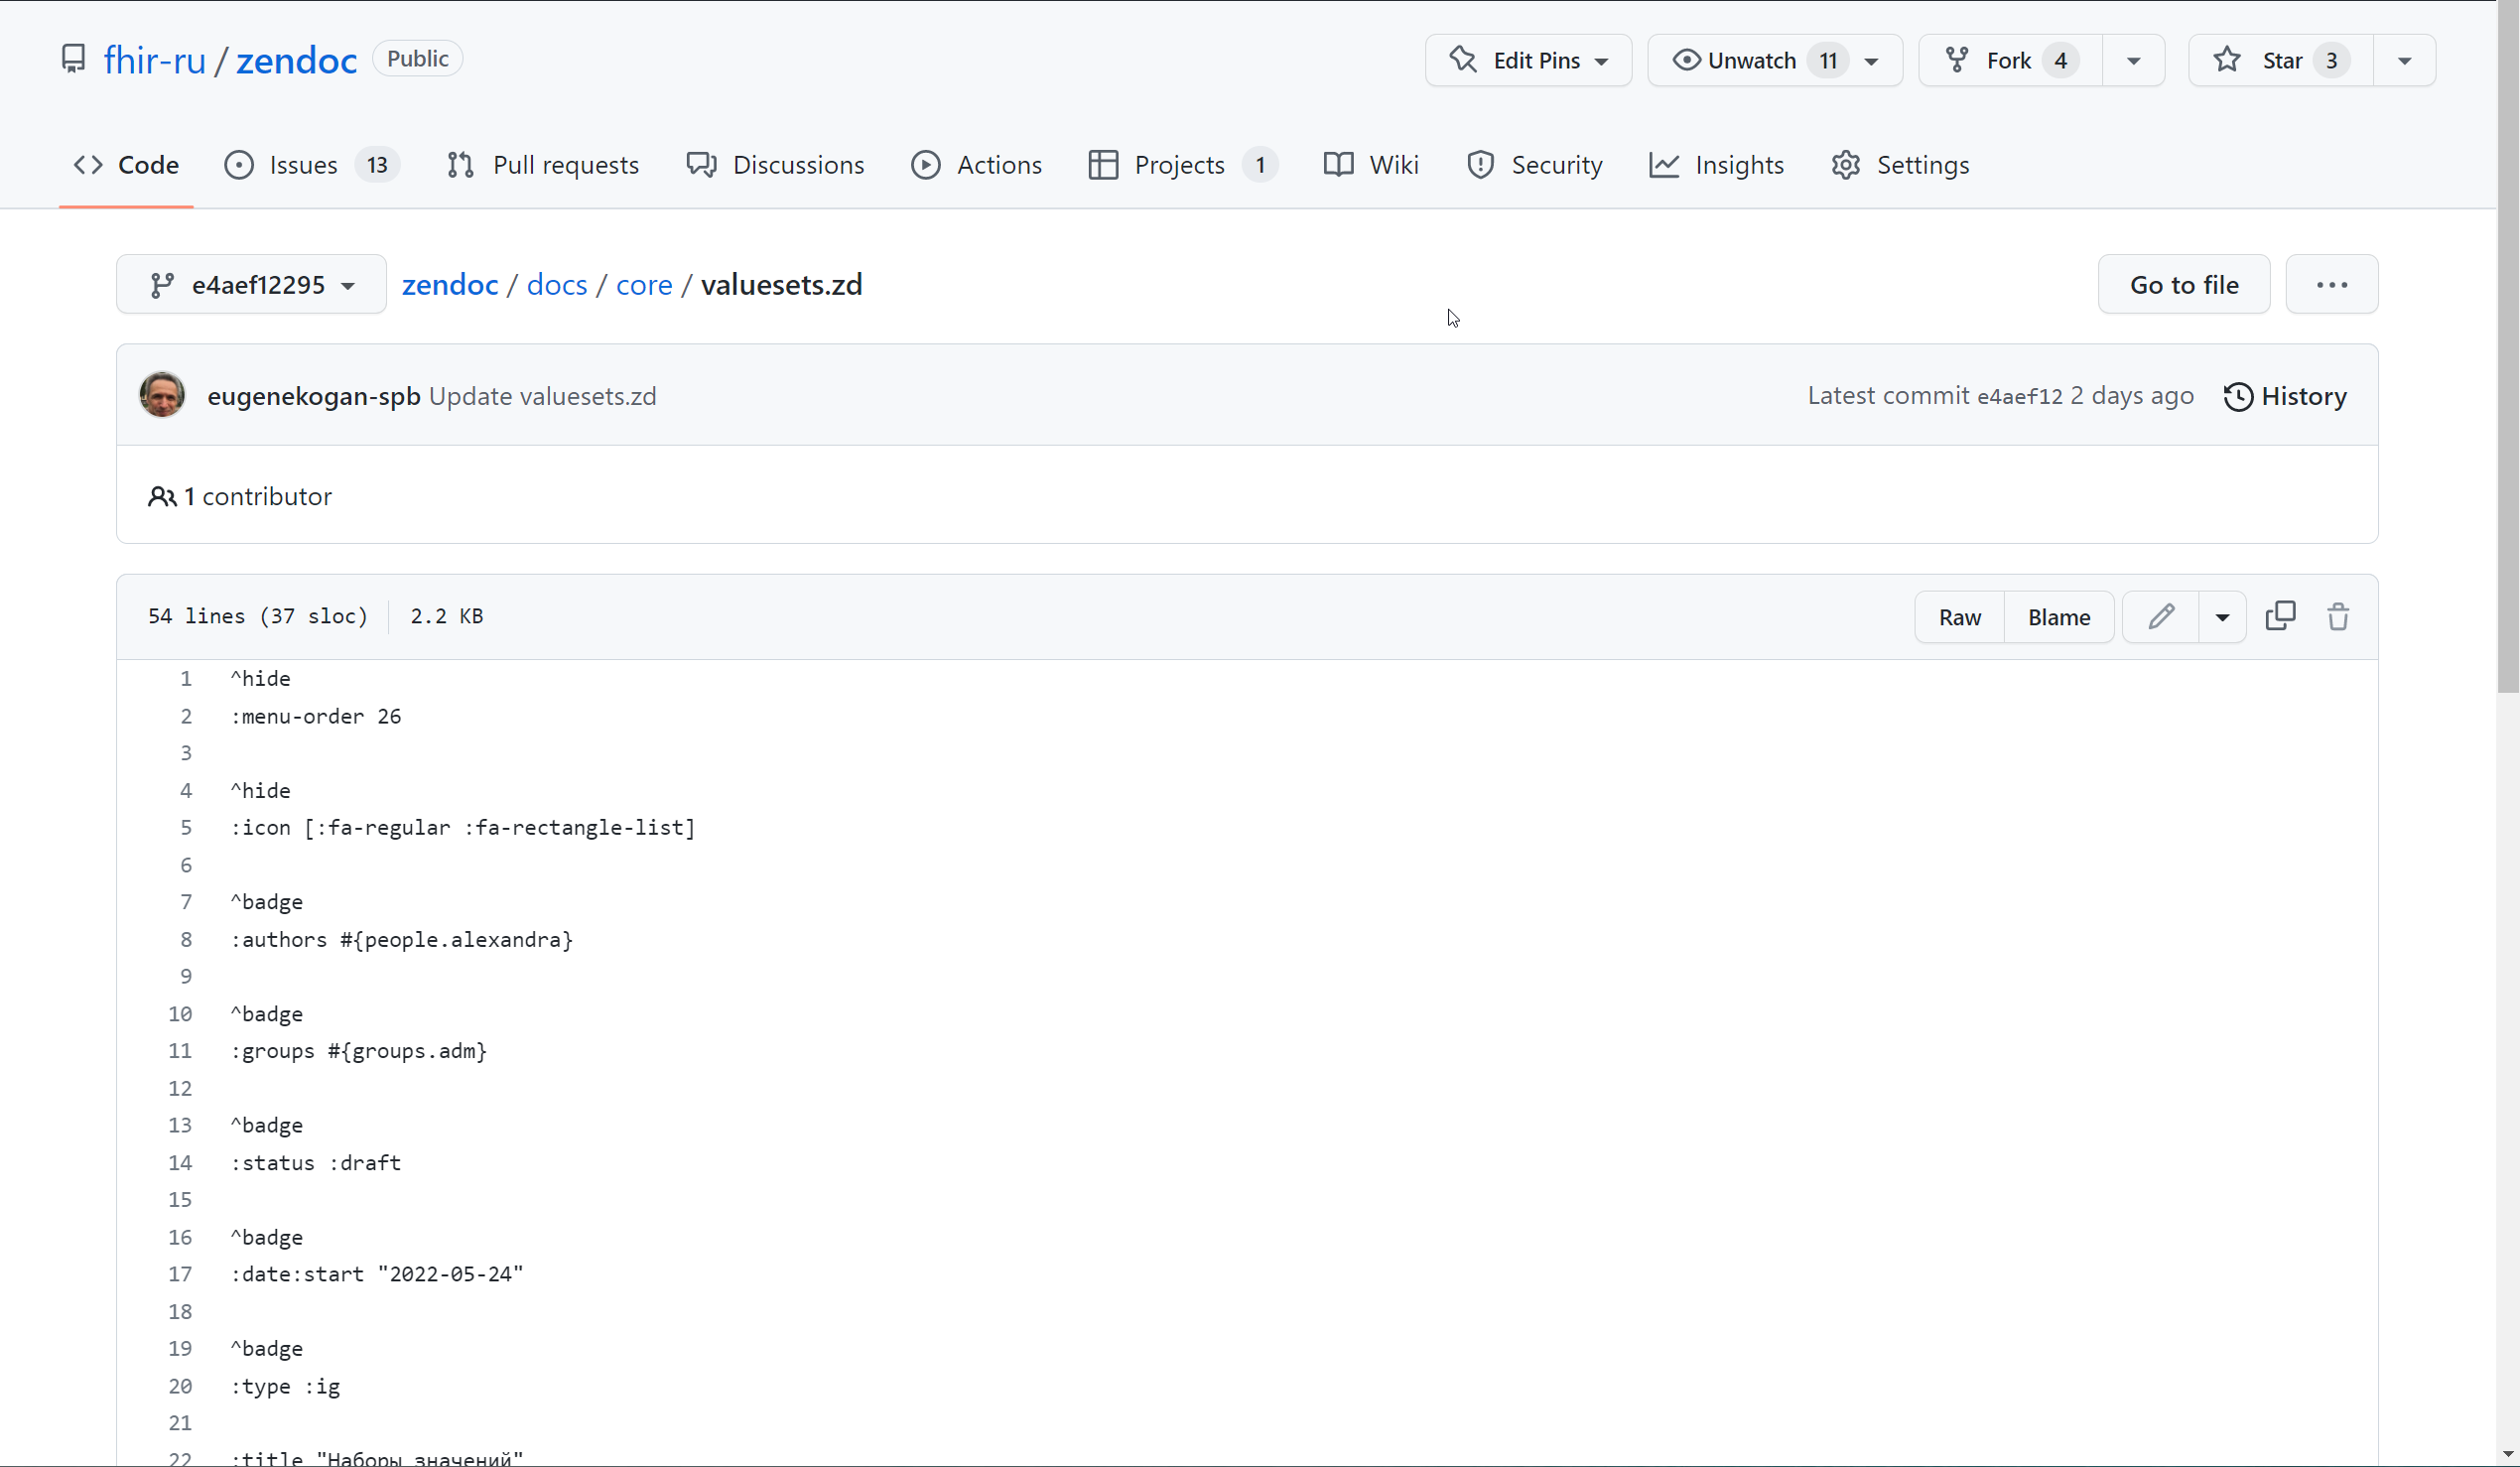 fhir-ru / zendoc Public Edit Pins Unwatch 11 Fork 4 Star 3
Code Issues 13 Pull requests Discussions Actions Projects 1 Wiki Security Insights Settings
e4aef12295 zendoc / docs / core / valuesets.zd Go to file ...
eugenekogan-spb Update valuesets.zd Latest commit e4aef12 2 days ago History
1 contributor
54 lines (37 sloc) 2.2 KB Raw Blame
1 ^hide
2 :menu-order 26
3
4 ^hide
5 :icon [:fa-regular :fa-rectangle-list]
6
7 ^badge
8 :authors #{people.alexandra}
9
10 ^badge
11 :groups #{groups.adm}
12
13 ^badge
14 :status :draft
15
16 ^badge
17 :date:start "2022-05-24"
18
19 ^badge
20 :type :ig
21
22 :title "Наборы значений"